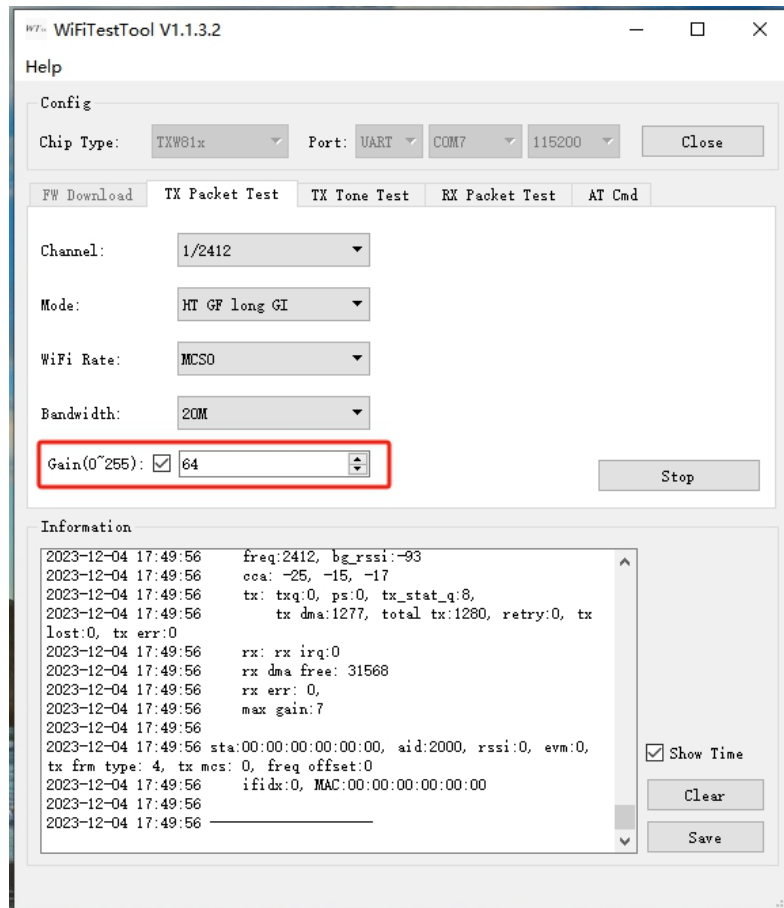 WiFiTestTool V1.1.3.2
Help
Config
Chip Type: TXW81x Port: UART COM7 115200 Close
FW Download TX Packet Test TX Tone Test RX Packet Test AT Cmd
Channel: 1/2412
Mode: HT GF long GI
WiFi Rate: MCS0
Bandwidth: 20M
Gain(0~255): 64
Stop
Information
2023-12-04 17:49:56 freq:2412, bg_rssi:-93
2023-12-04 17:49:56 cca: -25, -15, -17
2023-12-04 17:49:56 tx: txq:0, ps:0, tx_stat_q:8,
2023-12-04 17:49:56 tx dma:1277, total tx:1280, retry:0, tx
lost:0, tx err:0
2023-12-04 17:49:56 rx: rx irq:0
2023-12-04 17:49:56 rx dma free: 31568
2023-12-04 17:49:56 rx err: 0,
2023-12-04 17:49:56 max gain:7
2023-12-04 17:49:56
2023-12-04 17:49:56 sta:00:00:00:00:00:00, aid:2000, rssi:0, evm:0,
tx frm type: 4, tx mcs: 0, freq offset:0
2023-12-04 17:49:56 ifidx:0, MAC:00:00:00:00:00:00
2023-12-04 17:49:56
2023-12-04 17:49:56
Show Time
Clear
Save